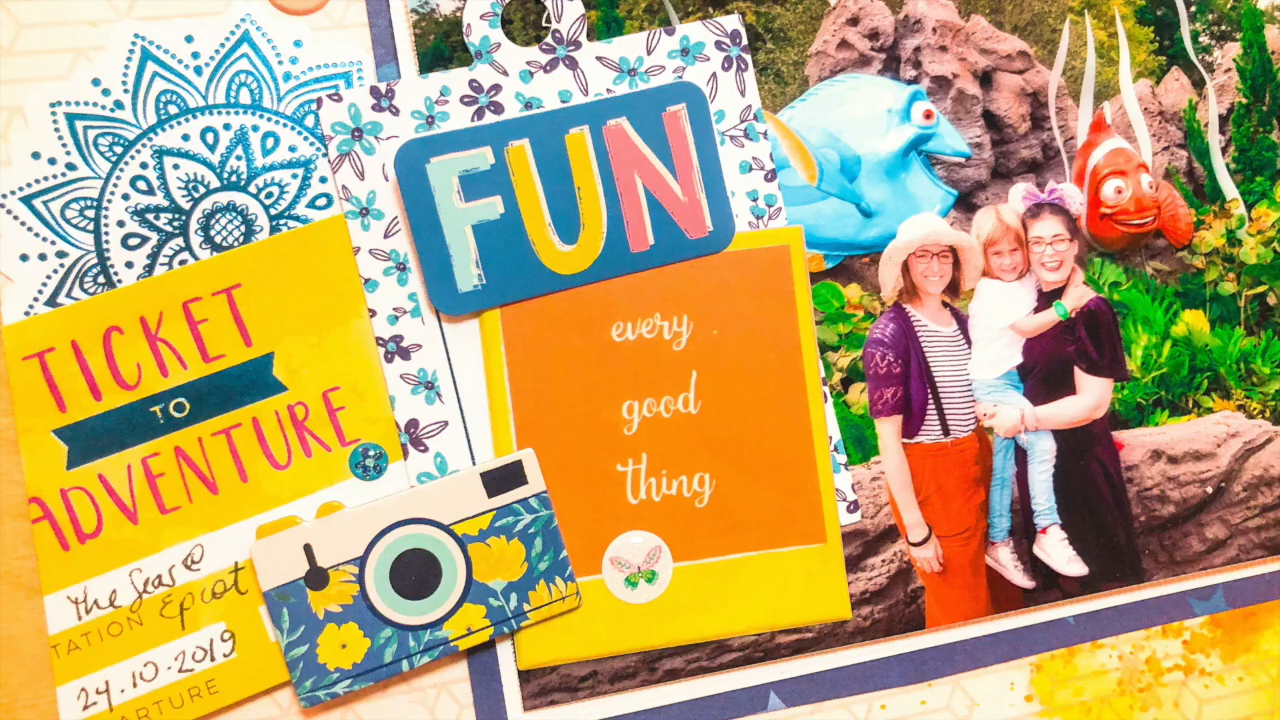 FUN
every
good
thing
TICKET
TO
ADVENTURE
The Seas @
Epcot
TATION
24.10.2019
ARTURE